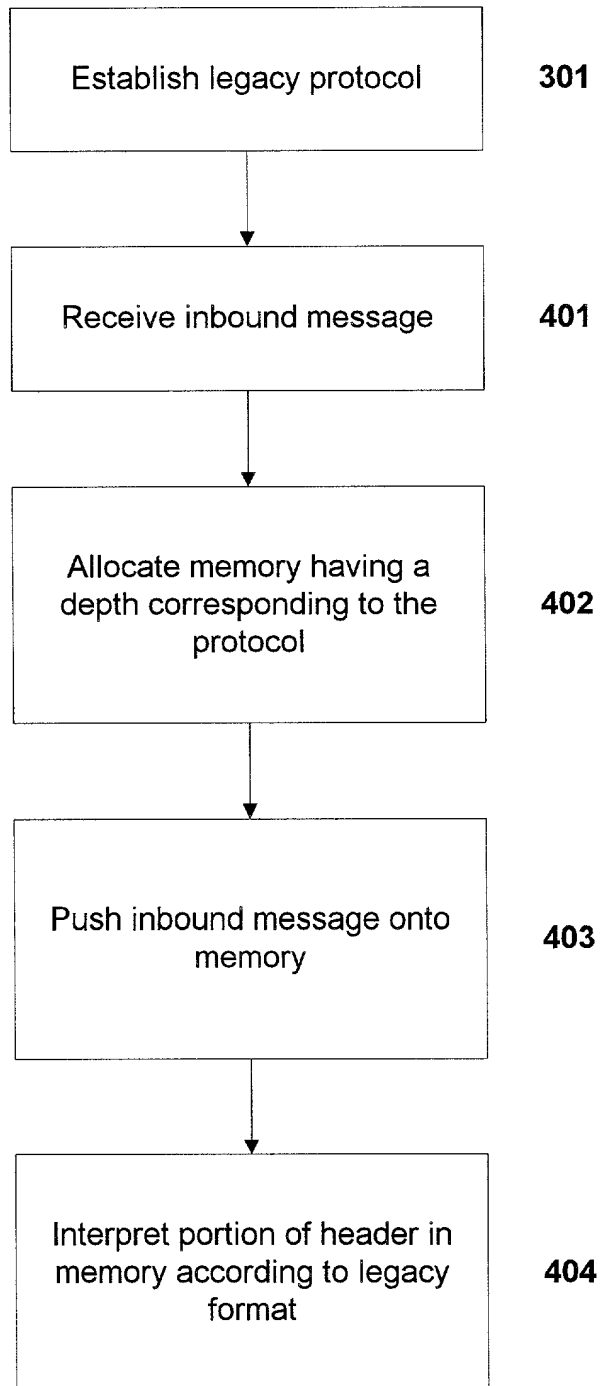 Establish legacy protocol
301
Receive inbound message
401
Allocate memory having a
depth corresponding to the
protocol
402
Push inbound message onto
memory
403
Interpret portion of header in
memory according to legacy
format
404